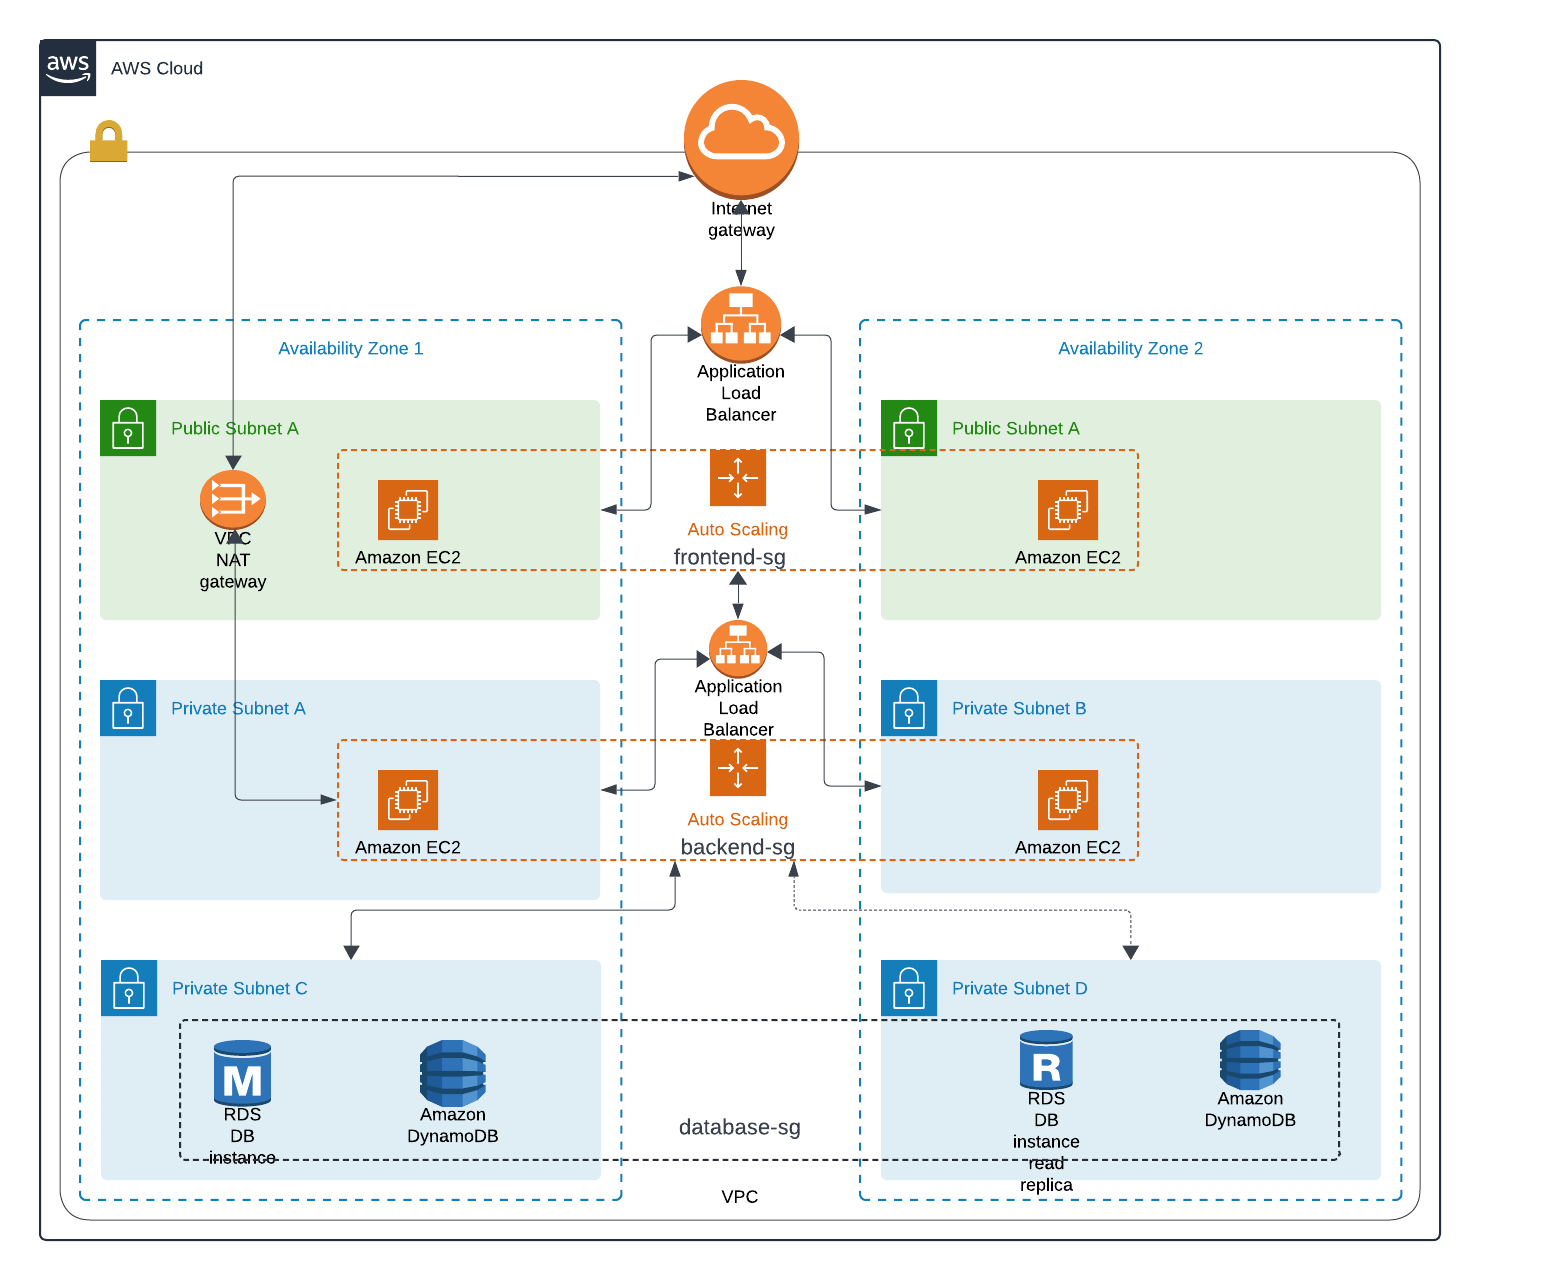 aws
AWS Cloud
Internet
gateway
Availability Zone 1
Availability Zone 2
Application
Load
Balancer
Public Subnet A
Public Subnet A
VPC
NAT
gateway
Amazon EC2
Auto Scaling
frontend-sg
Amazon EC2
Application
Load
Balancer
Private Subnet A
Private Subnet B
Amazon EC2
Auto Scaling
backend-sg
Amazon EC2
Private Subnet C
Private Subnet D
M
RDS
DB
instance
Amazon
DynamoDB
database-sg
R
RDS
DB
instance
read
replica
Amazon
DynamoDB
VPC